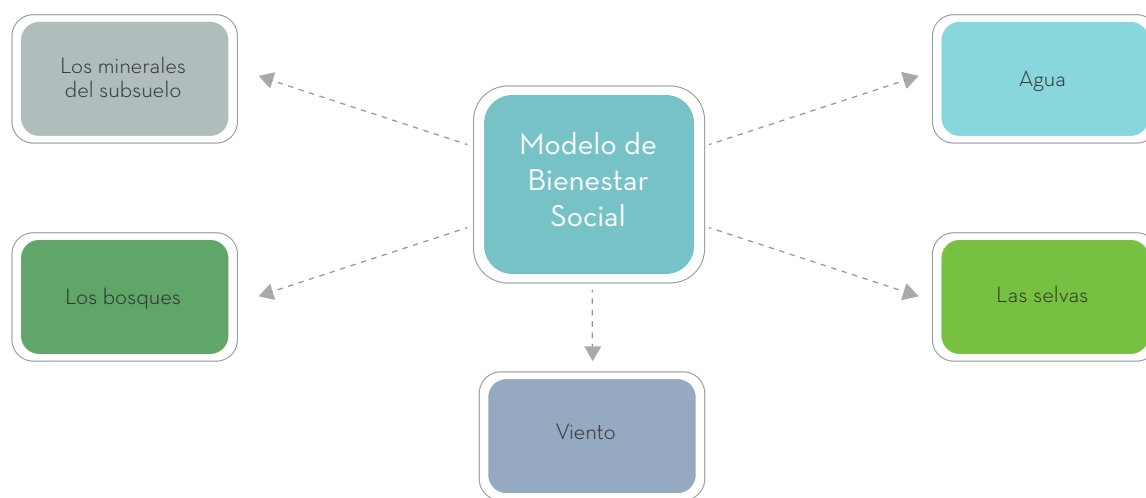 Los minerales
del subsuelo
Agua
Modelo de
Bienestar
Social
Los bosques
Las selvas
Viento